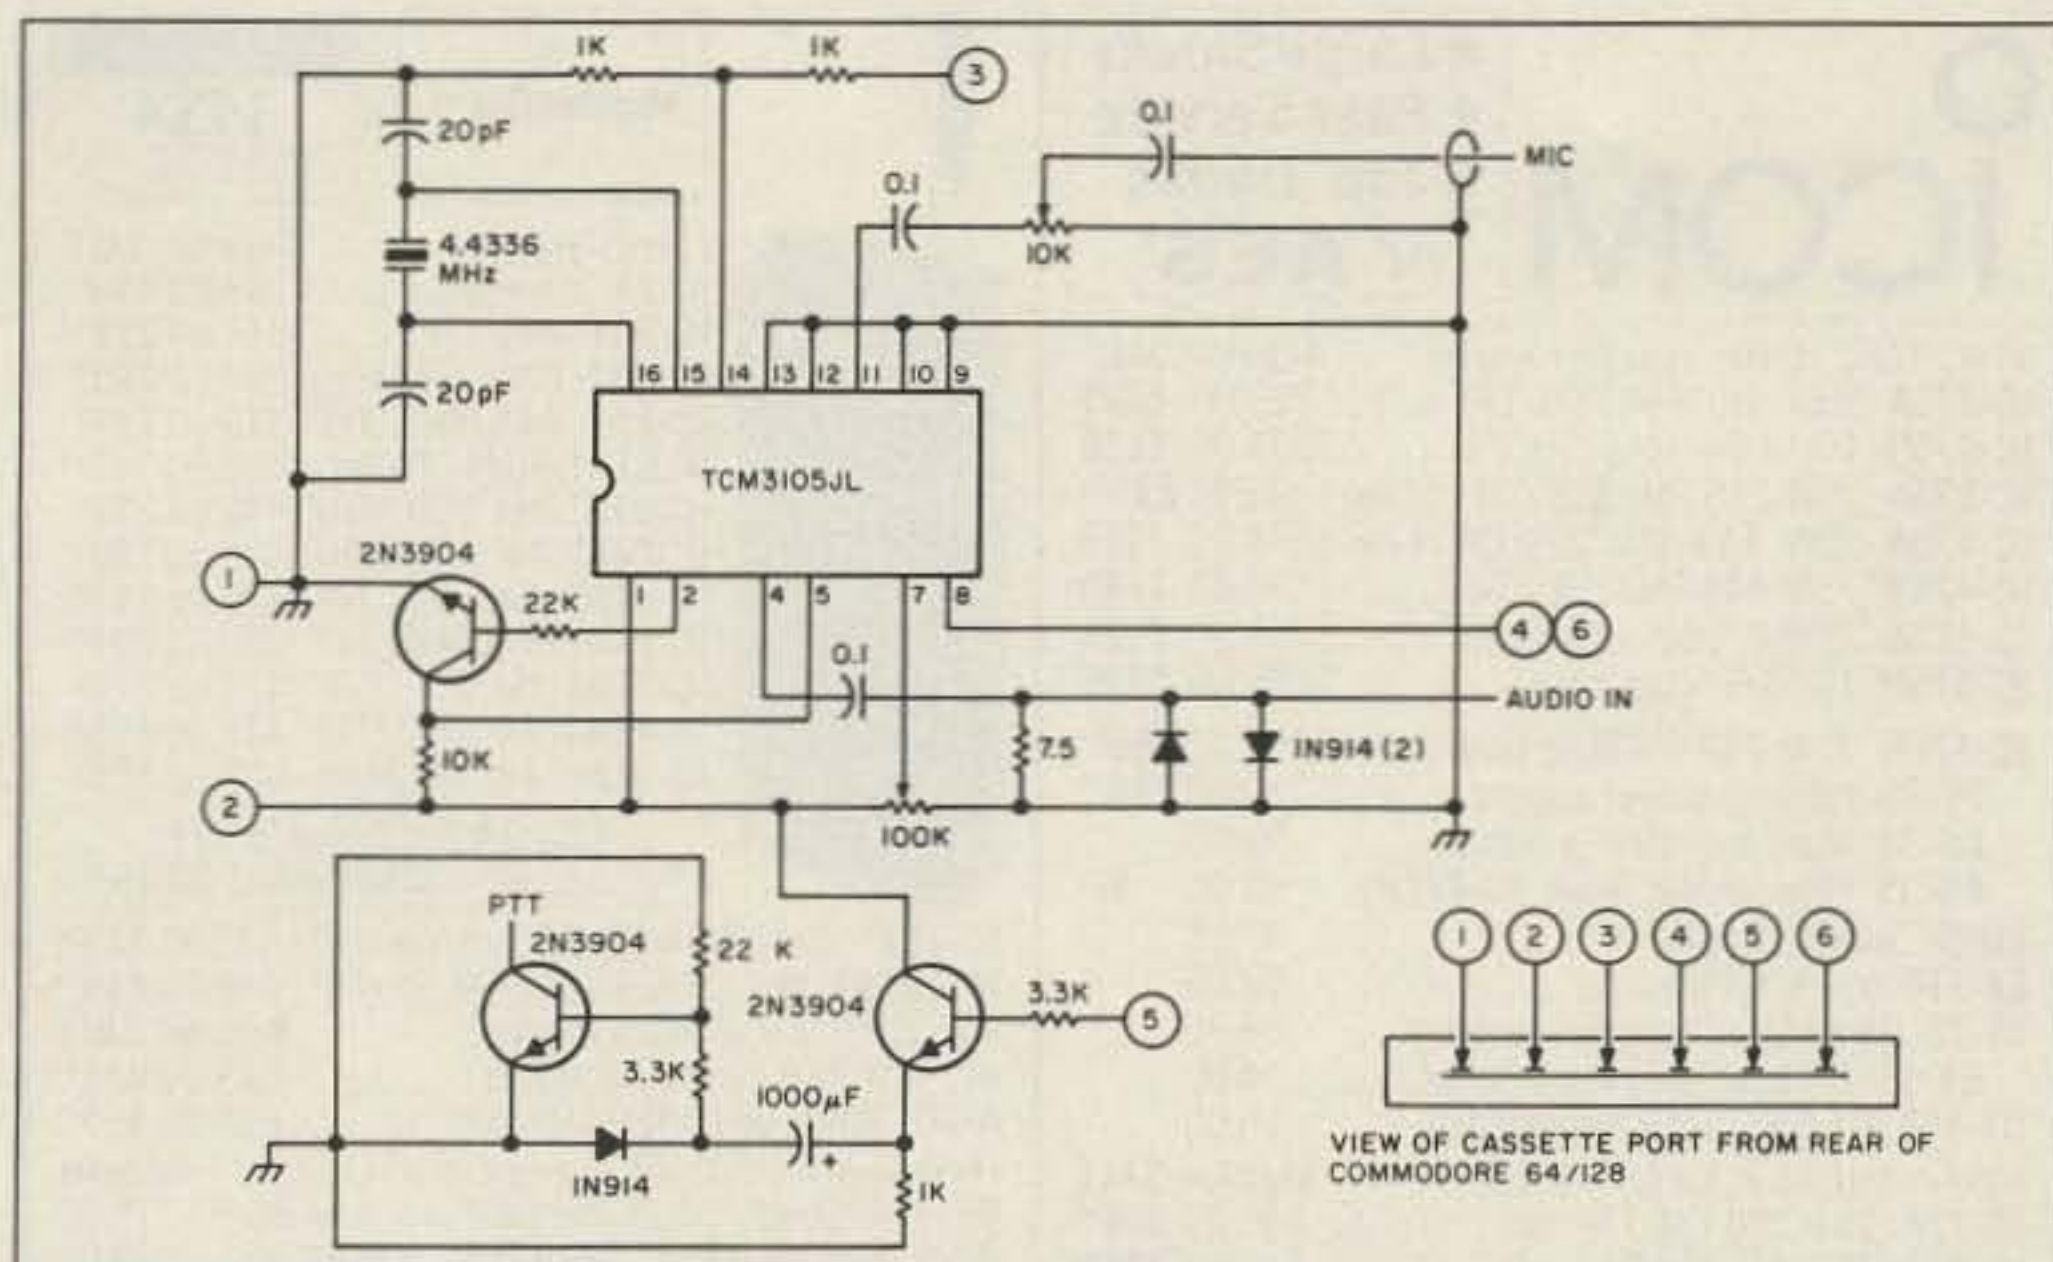 1K
1K
3
20pF
0.1
MIC
0.1
4.4336
MHz
10K
16 15 14 13 12 11 10 9
20pF
TCM3105JL
2N3904
1
22K
1 2 4 5 7 8
4 6
0.1
AUDIO IN
10K
7.5
1N914 (2)
2
100K
PTT
2N3904
22 K
1 2 3 4 5 6
2N3904
3.3K
5
3.3K
1000µF
+
1N914
1K
VIEW OF CASSETTE PORT FROM REAR OF
COMMODORE 64/128